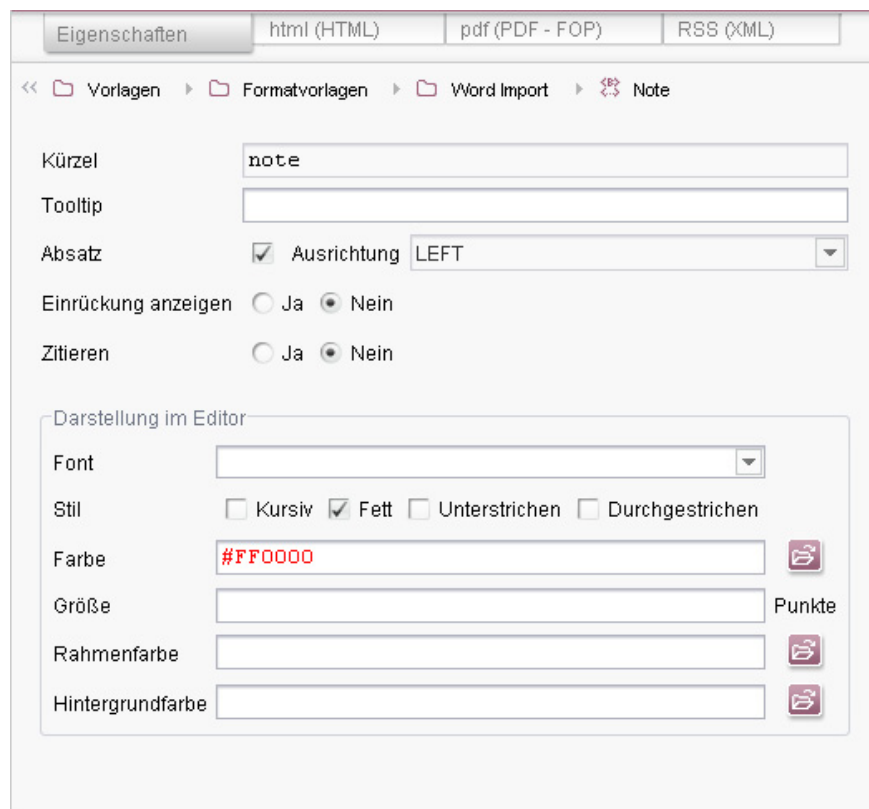 Eigenschaften html (HTML) pdf (PDF - FOP) RSS (XML)
Vorlagen Formatvorlagen Word Import Note
Kürzel note
Tooltip
Absatz Ausrichtung LEFT
Einrückung anzeigen Ja Nein
Zitieren Ja Nein
Darstellung im Editor
Font
Stil Kursiv Fett Unterstrichen Durchgestrichen
Farbe #FF0000
Größe Punkte
Rahmenfarbe
Hintergrundfarbe